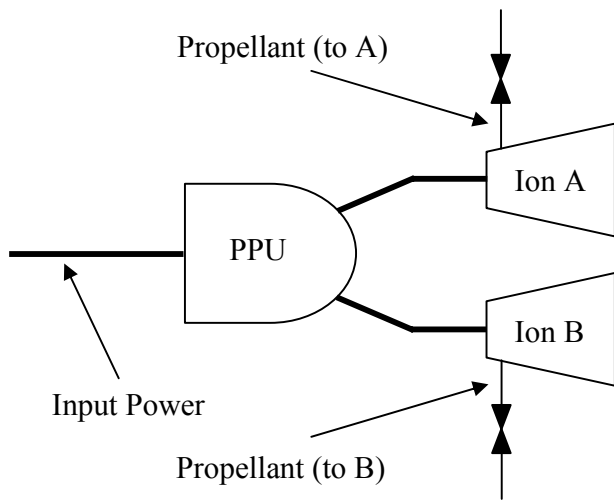 Propellant (to A)
Ion A
PPU
Ion B
Input Power
Propellant (to B)